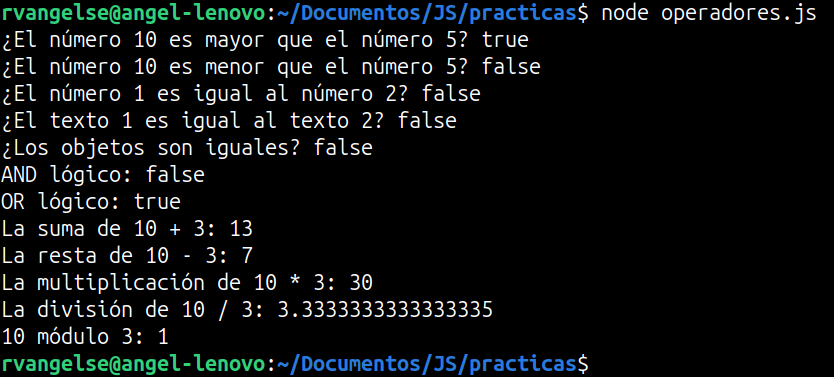 rvangelse@angel-lenovo:~/Documentos/JS/practicas$ node operadores.js
¿El número 10 es mayor que el número 5? true
¿El número 10 es menor que el número 5? false
¿El número 1 es igual al número 2? false
¿El texto 1 es igual al texto 2? false
¿Los objetos son iguales? false
AND lógico: false
OR lógico: true
La suma de 10 + 3: 13
La resta de 10 - 3: 7
La multiplicación de 10 * 3: 30
La división de 10 / 3: 3.3333333333333335
10 módulo 3: 1
rvangelse@angel-lenovo:~/Documentos/JS/practicas$